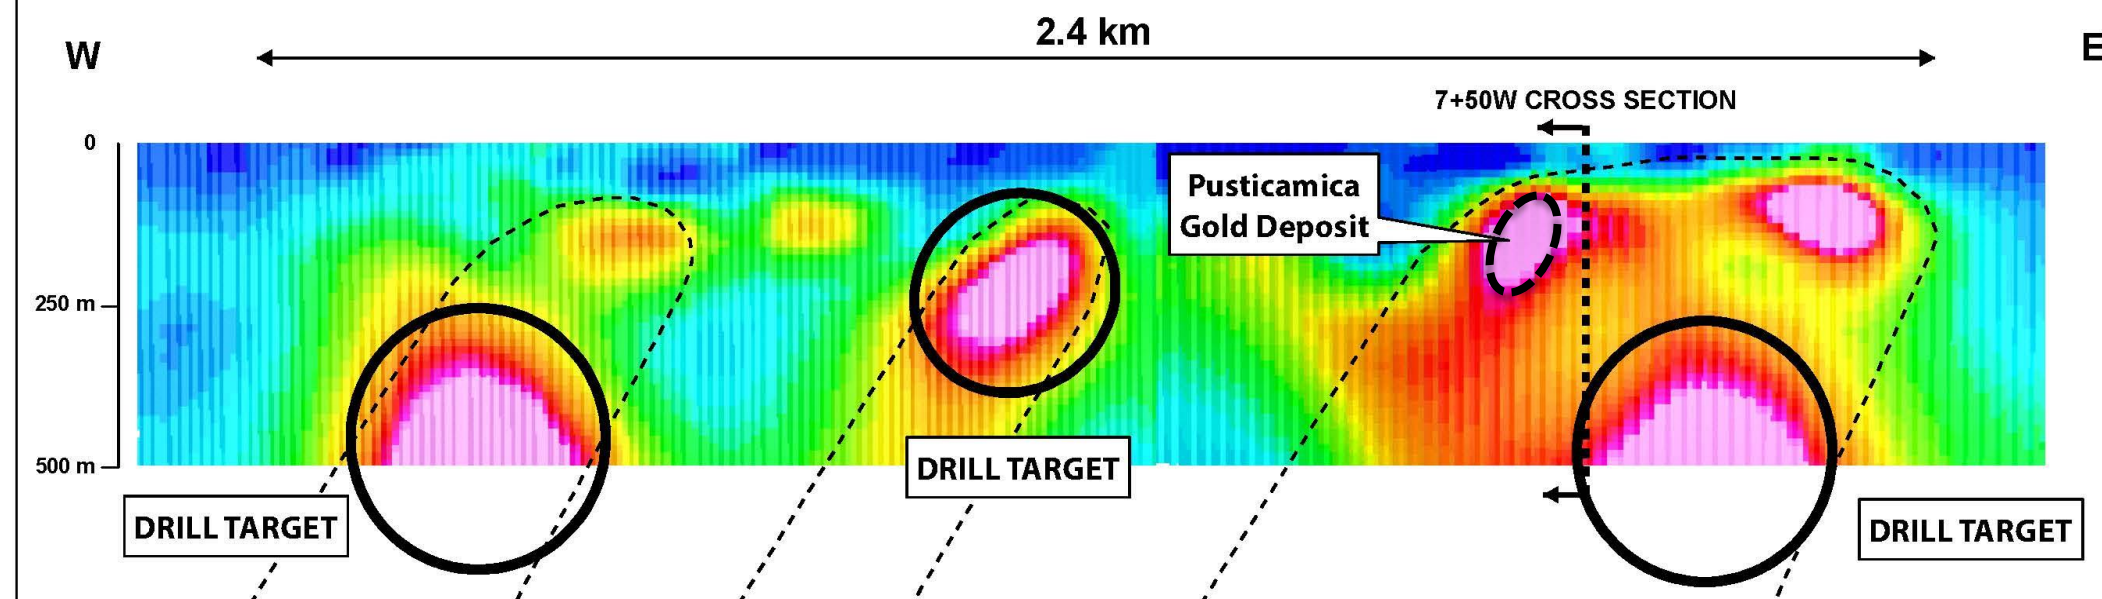 2.4 km
W
E
7+50W CROSS SECTION
0
Pusticamica
Gold Deposit
250 m
500 m
DRILL TARGET
DRILL TARGET
DRILL TARGET